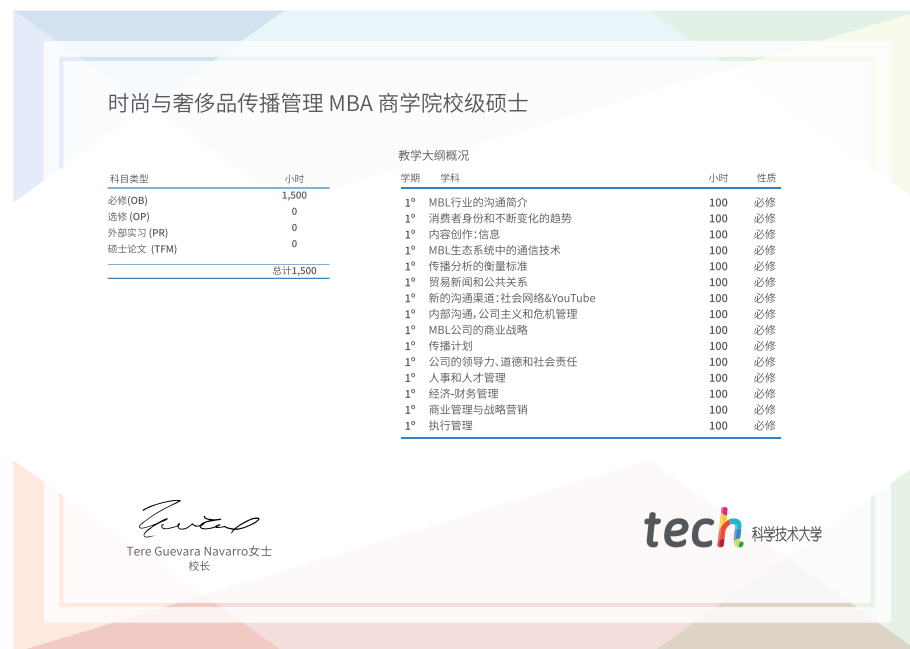 时尚与奢侈品传播管理 MBA 商学院校级硕士
科目类型 小时
必修(OB) 1,500
选修 (OP) 0
外部实习 (PR) 0
硕士论文 (TFM) 0
总计1,500
教学大纲概况
学期 学科 小时 性质
1º MBL行业的沟通简介 100 必修
1º 消费者身份和不断变化的趋势 100 必修
1º 内容创作：信息 100 必修
1º MBL生态系统中的通信技术 100 必修
1º 传播分析的衡量标准 100 必修
1º 贸易新闻和公共关系 100 必修
1º 新的沟通渠道：社会网络&YouTube 100 必修
1º 内部沟通，公司主义和危机管理 100 必修
1º MBL公司的商业战略 100 必修
1º 传播计划 100 必修
1º 公司的领导力、道德和社会责任 100 必修
1º 人事和人才管理 100 必修
1º 经济-财务管理 100 必修
1º 商业管理与战略营销 100 必修
1º 执行管理 100 必修
Tere Guevara Navarro女士
校长
tech 科学技术大学